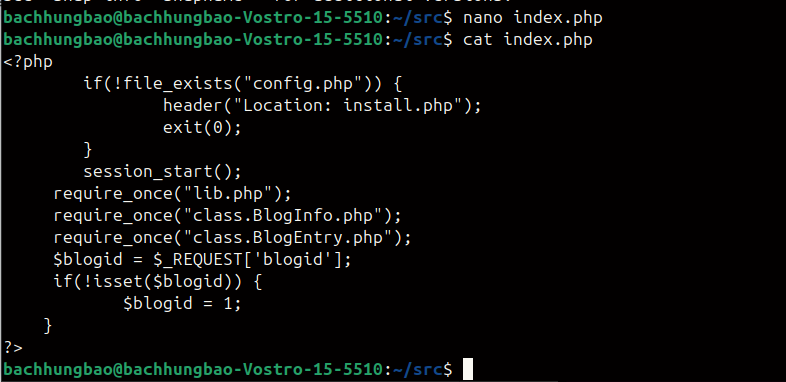 bachhungbao@bachhungbao-Vostro-15-5510:~/src$ nano index.php
bachhungbao@bachhungbao-Vostro-15-5510:~/src$ cat index.php
<?php
        if(!file_exists("config.php")) {
                header("Location: install.php");
                exit(0);
        }
        session_start();
     require_once("lib.php");
     require_once("class.BlogInfo.php");
     require_once("class.BlogEntry.php");
     $blogid = $_REQUEST['blogid'];
     if(!isset($blogid)) {
            $blogid = 1;
    }
?>
bachhungbao@bachhungbao-Vostro-15-5510:~/src$